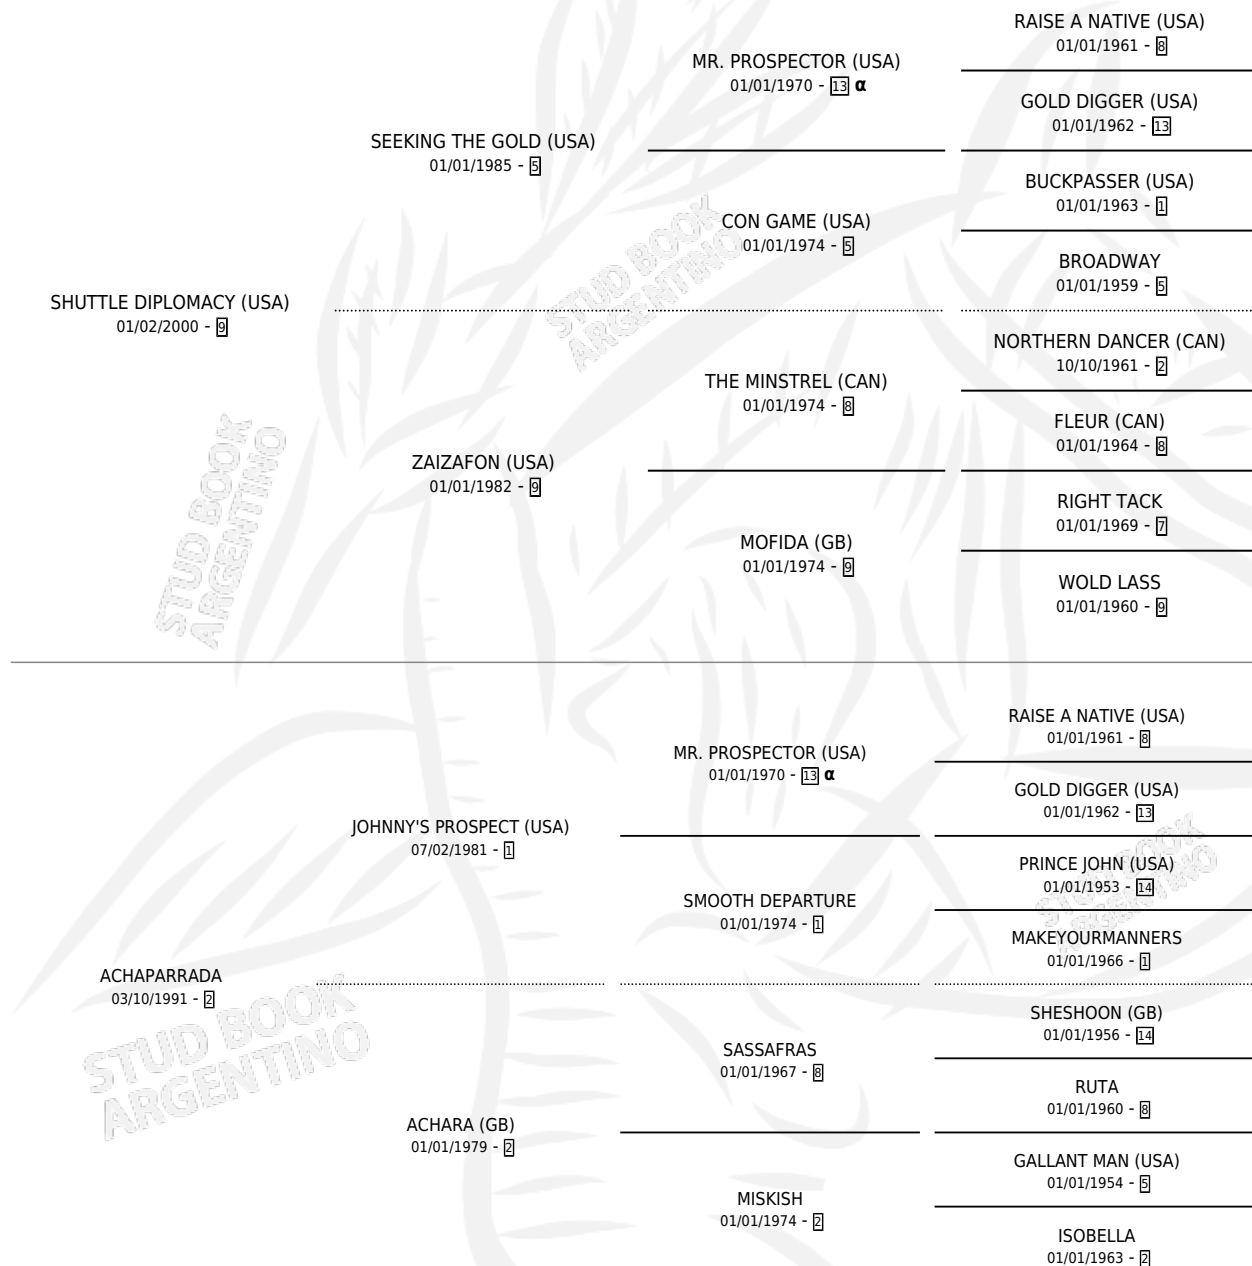 RAISE A NATIVE (USA)
01/01/1961 - 8
MR. PROSPECTOR (USA)
01/01/1970 - 13 α
GOLD DIGGER (USA)
01/01/1962 - 13
SEEKING THE GOLD (USA)
01/01/1985 - 5
BUCKPASSER (USA)
01/01/1963 - 1
CON GAME (USA)
01/01/1974 - 5
BROADWAY
01/01/1959 - 5
SHUTTLE DIPLOMACY (USA)
01/02/2000 - 9
NORTHERN DANCER (CAN)
10/10/1961 - 2
THE MINSTREL (CAN)
01/01/1974 - 8
FLEUR (CAN)
01/01/1964 - 8
ZAIZAFON (USA)
01/01/1982 - 9
RIGHT TACK
01/01/1969 - 7
MOFIDA (GB)
01/01/1974 - 9
WOLD LASS
01/01/1960 - 9
RAISE A NATIVE (USA)
01/01/1961 - 8
MR. PROSPECTOR (USA)
01/01/1970 - 13 α
GOLD DIGGER (USA)
01/01/1962 - 13
JOHNNY'S PROSPECT (USA)
07/02/1981 - 1
PRINCE JOHN (USA)
01/01/1953 - 14
SMOOTH DEPARTURE
01/01/1974 - 1
MAKEYOURMANNERS
01/01/1966 - 1
ACHAPARRADA
03/10/1991 - 2
SHESHOON (GB)
01/01/1956 - 14
SASSAFRAS
01/01/1967 - 8
RUTA
01/01/1960 - 8
ACHARA (GB)
01/01/1979 - 2
GALLANT MAN (USA)
01/01/1954 - 5
MISKISH
01/01/1974 - 2
ISOBELLA
01/01/1963 - 2
STUD BOOK
ARGENTINO
STUD BOOK
ARGENTINO
STUD BOOK
ARGENTINO
STUD BOOK
ARGENTINO